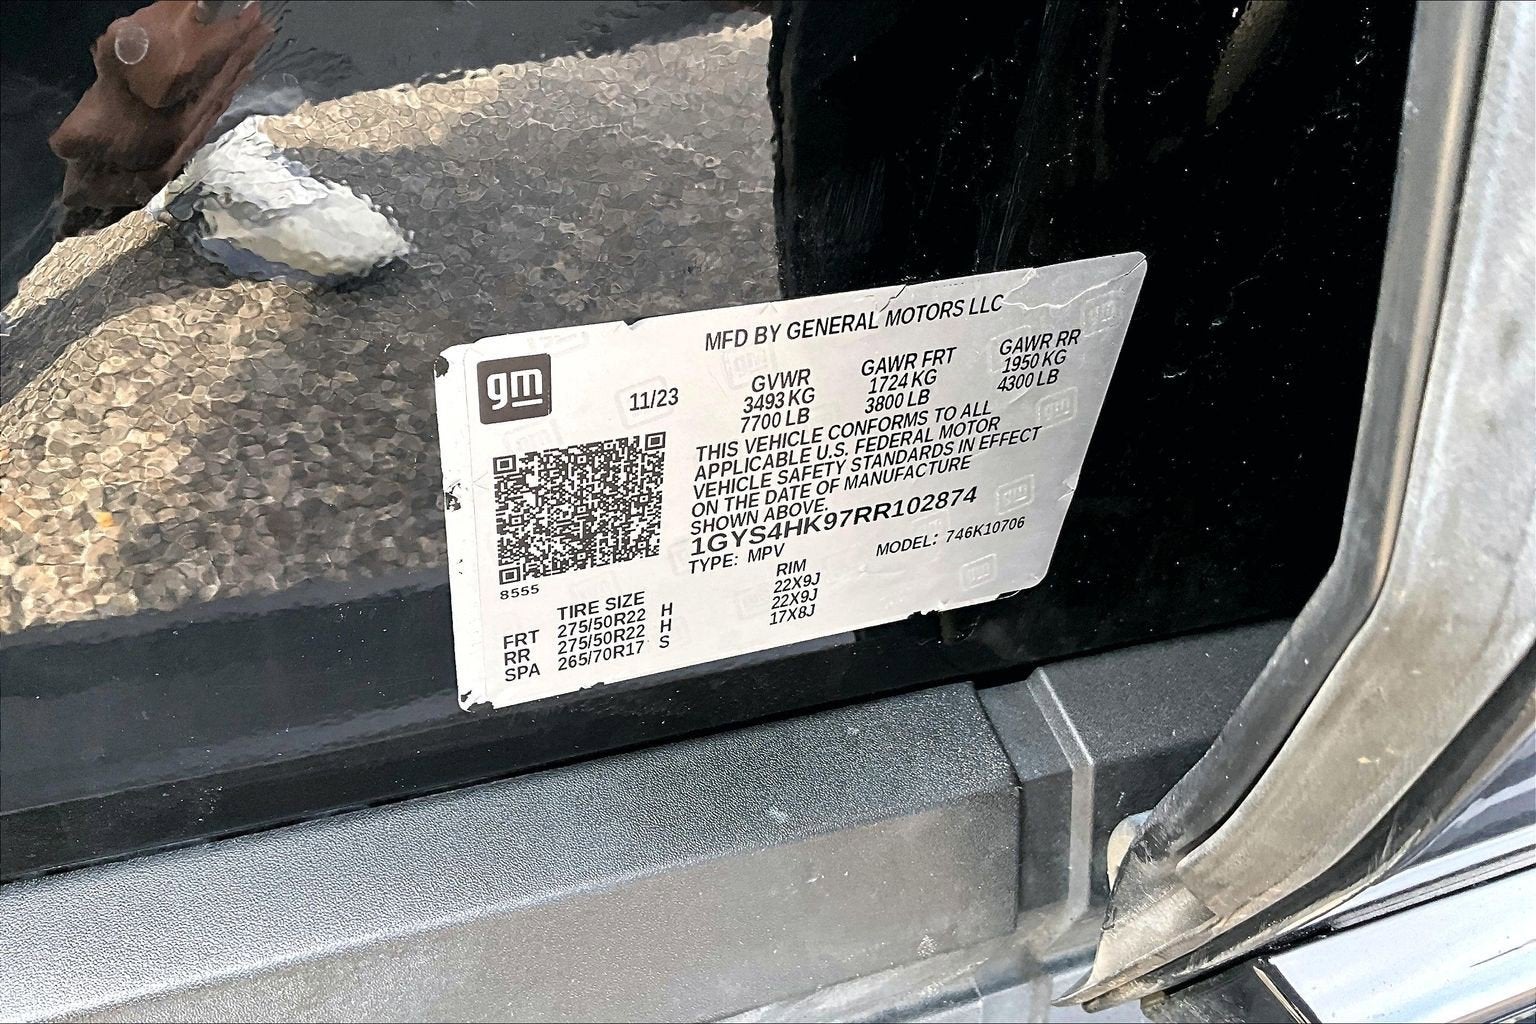 MFD BY GENERAL MOTORS LLC
gm
11/23
GVWR
3493 KG
7700 LB
GAWR FRT
1724 KG
3800 LB
GAWR RR
1950 KG
4300 LB
THIS VEHICLE CONFORMS TO ALL
APPLICABLE U.S. FEDERAL MOTOR
VEHICLE SAFETY STANDARDS IN EFFECT
ON THE DATE OF MANUFACTURE
SHOWN ABOVE.
1GYS4HK97RR102874
TYPE: MPV
MODEL: 746K10706
8555
TIRE SIZE RIM
FRT 275/50R22 H 22X9J
RR 275/50R22 H 22X9J
SPA 265/70R17 S 17X8J